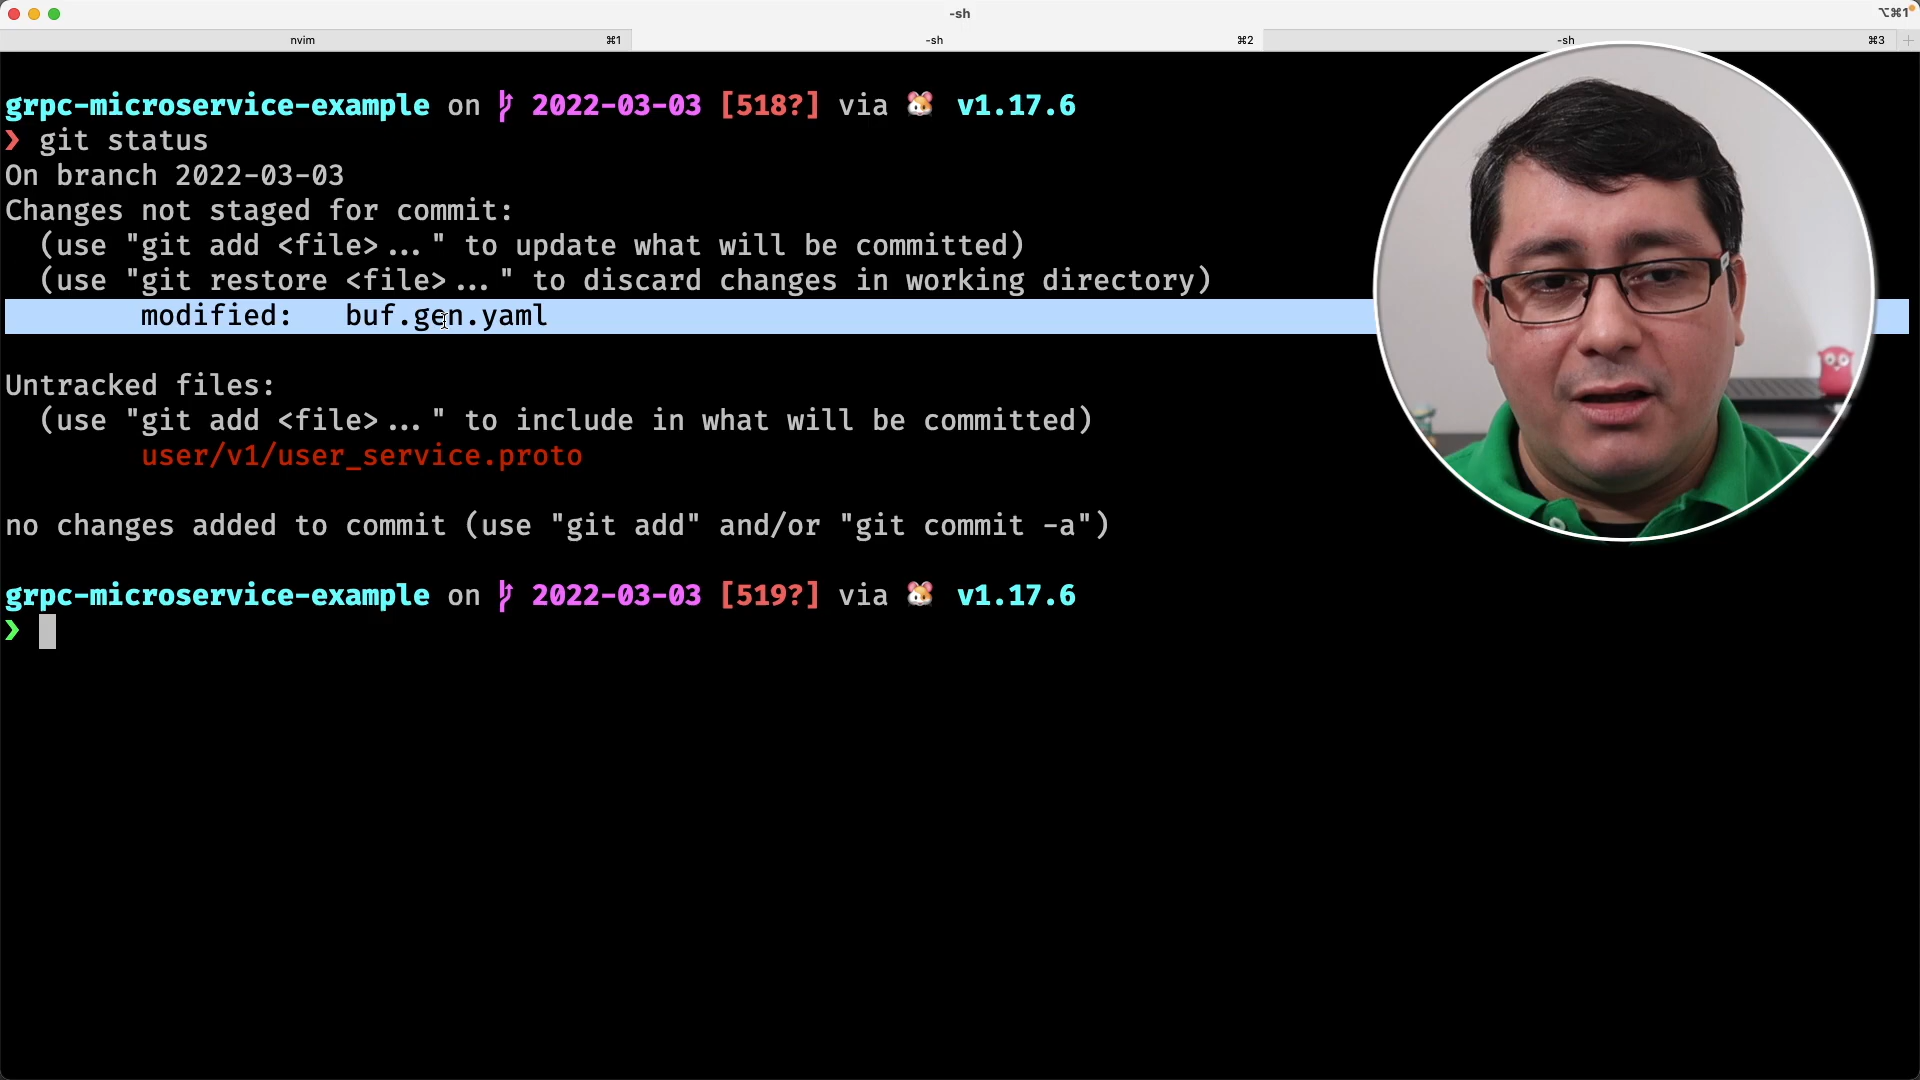 -sh
⌥⌘1
nvim ⌘1 -sh ⌘2 -sh ⌘3
grpc-microservice-example on 2022-03-03 [518?] via 🐹 v1.17.6
❯ git status
On branch 2022-03-03
Changes not staged for commit:
(use "git add <file>..." to update what will be committed)
(use "git restore <file>..." to discard changes in working directory)
modified: buf.gen.yaml
Untracked files:
(use "git add <file>..." to include in what will be committed)
user/v1/user_service.proto
no changes added to commit (use "git add" and/or "git commit -a")
grpc-microservice-example on 2022-03-03 [519?] via 🐹 v1.17.6
❯